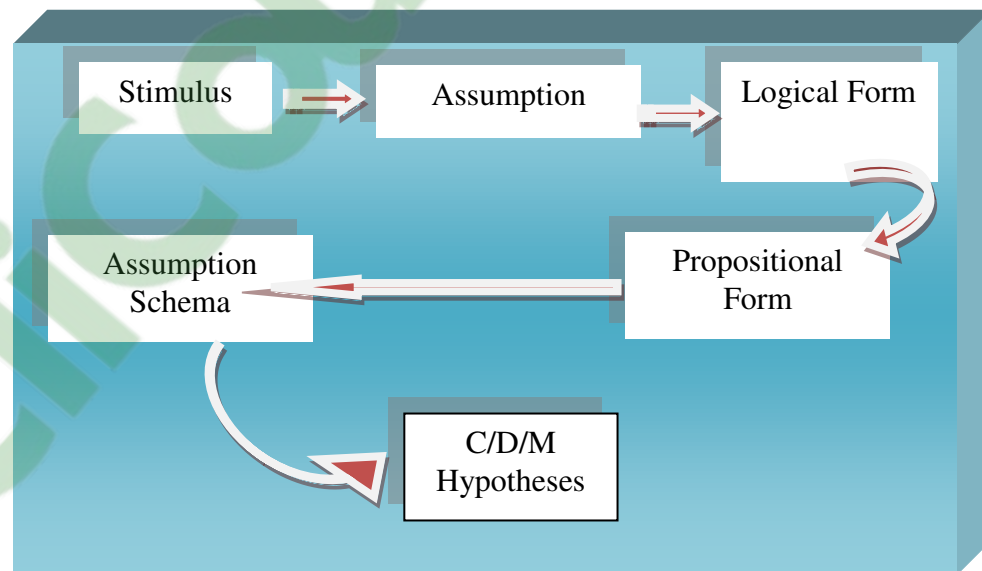 Stimulus
Assumption
Logical Form
Propositional
Form
Assumption
Schema
C/D/M
Hypotheses